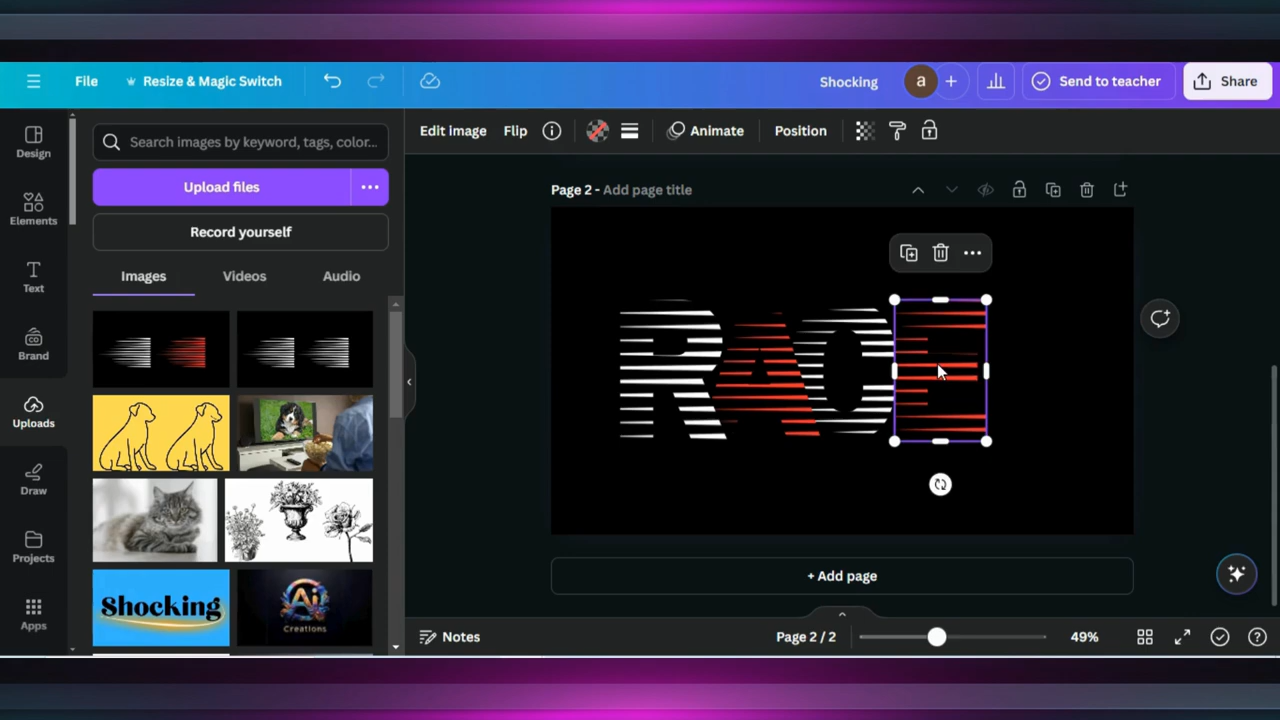 File
Resize & Magic Switch
Shocking
a
Send to teacher
Share
Design
Elements
Text
Brand
Uploads
Draw
Projects
Apps
Search images by keyword, tags, color...
Upload files
Record yourself
Images
Videos
Audio
Shocking
Ai
Creations
Edit image
Flip
Animate
Position
Page 2 - Add page title
RACE
+ Add page
Notes
Page 2 / 2
49%